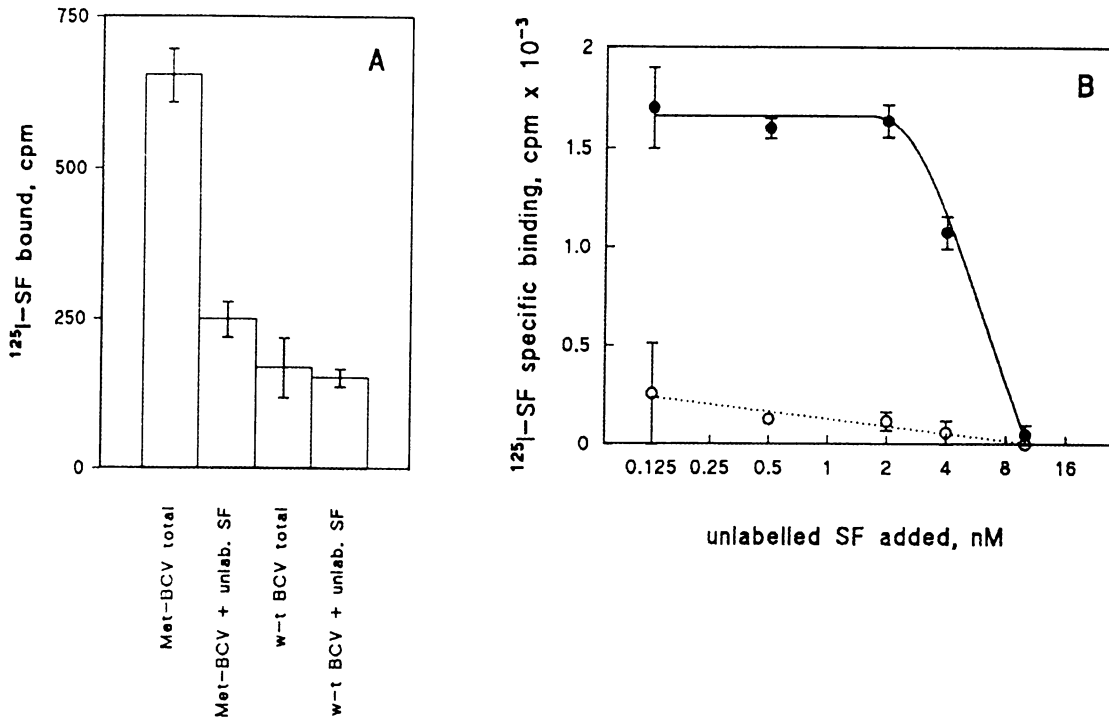 750
500
250
0
¹²⁵I-SF bound, cpm
A
Met-BCV total
Met-BCV + unlab. SF
w-t BCV total
w-t BCV + unlab. SF
2
1.5
1.0
0.5
0
¹²⁵I-SF specific binding, cpm x 10⁻³
B
0.125 0.25 0.5 1 2 4 8 16
unlabelled SF added, nM